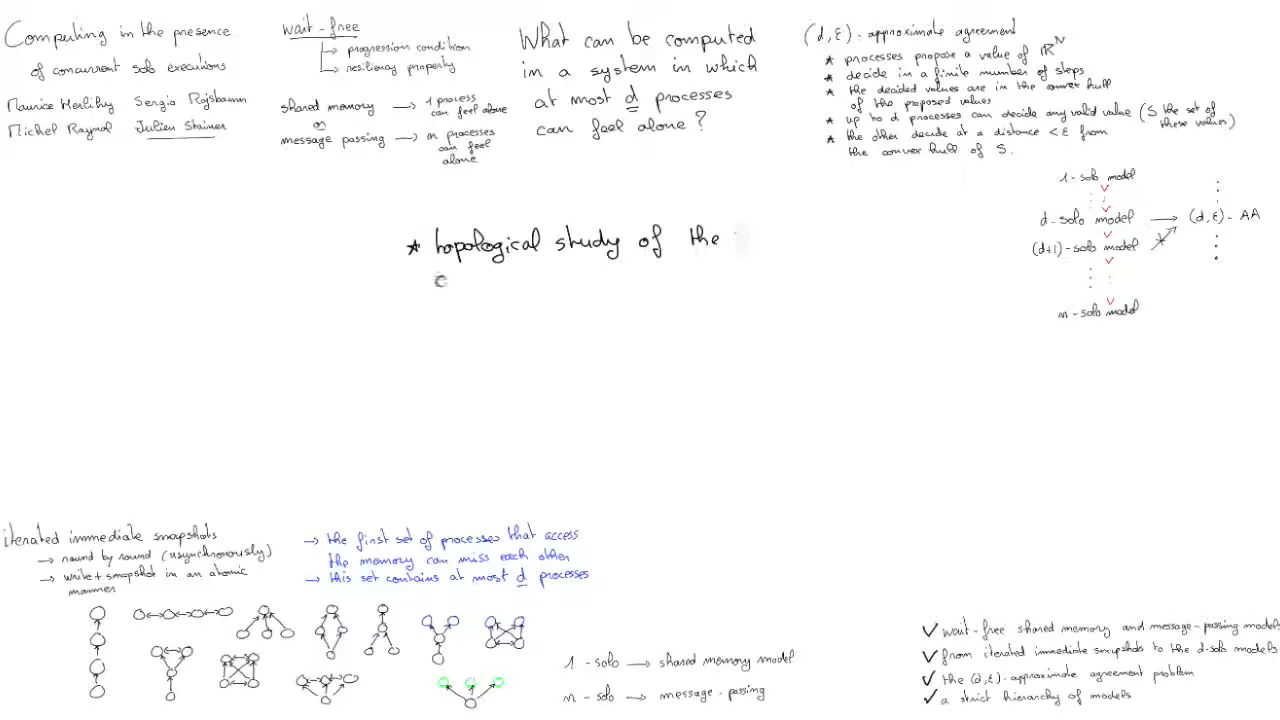 Computing in the presence
of concurrent solo executions
Maurice Herlihy Sergio Rajsbaum
Michel Raynal Julien Stainer
wait-free
→ progression condition
→ resiliency property
shared memory → 1 process
can feel alone
or
message passing → n processes
can feel
alone
What can be computed
in a system in which
at most d processes
can feel alone?
(d,ε)-approximate agreement
* processes propose a value of ℝᴺ
* decide in a finite number of steps
* the decided values are in the convex hull
of the proposed values
* up to d processes can decide any valid value (S the set of
these values)
* the other decide at a distance <ε from
the convex hull of S.
1-solo model
d-solo model → (d,ε)-AA
(d+1)-solo model
n-solo model
* topological study of the
iterated immediate snapshots
→ round by round (asynchronously)
→ write+snapshot in an atomic
manner
→ the first set of processes that access
the memory can miss each other
→ this set contains at most d processes
1-solo → shared memory model
n-solo → message-passing
✓ wait-free shared memory and message-passing models
✓ from iterated immediate snapshots to the d-solo models
✓ the (d,ε)-approximate agreement problem
✓ a strict hierarchy of models